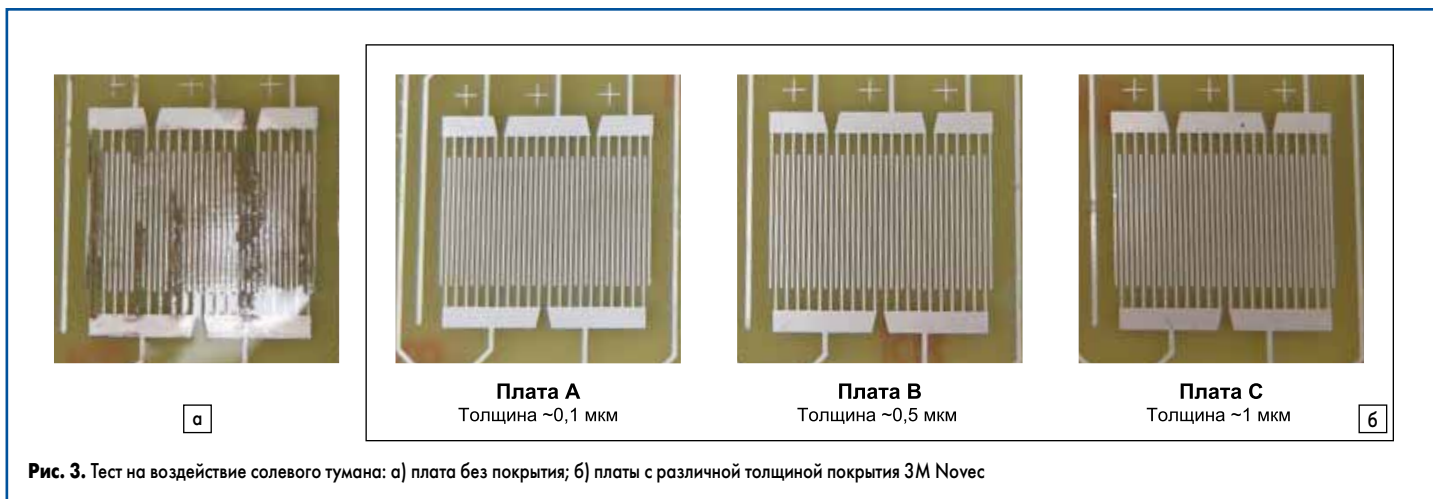 + + +
+ + +
+ + +
+ + +
Плата А
Толщина ~0,1 мкм
Плата В
Толщина ~0,5 мкм
Плата С
Толщина ~1 мкм
а
б
Рис. 3. Тест на воздействие солевого тумана: а) плата без покрытия; б) платы с различной толщиной покрытия 3M Novec